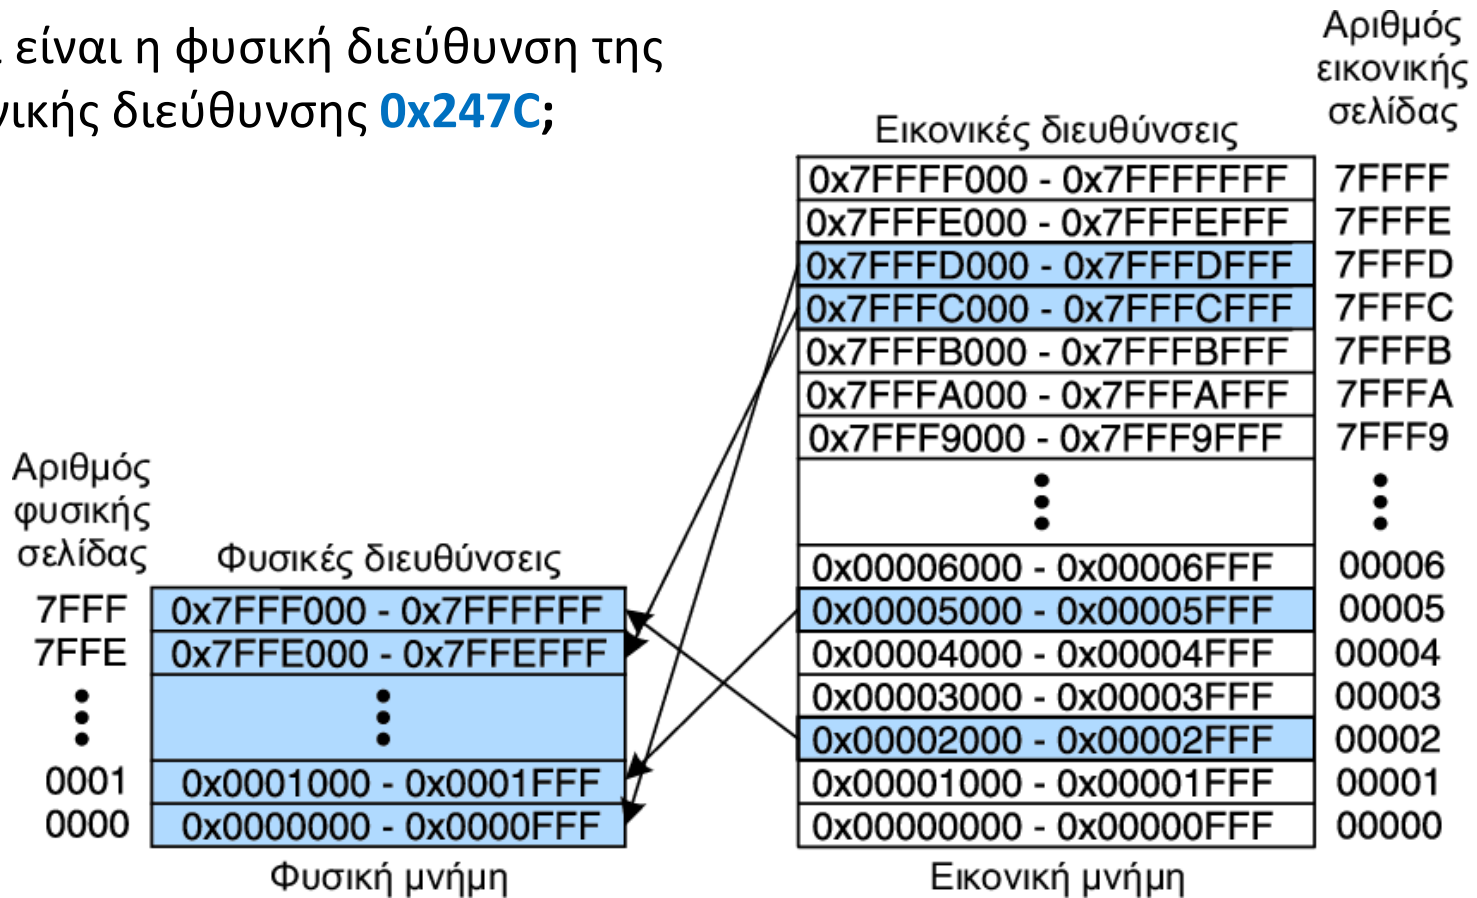 είναι η φυσική διεύθυνση της
νικής διεύθυνσης 0x247C;
Αριθμός
εικονικής
σελίδας
Εικονικές διευθύνσεις
0x7FFFF000 - 0x7FFFFFFF 7FFFF
0x7FFFE000 - 0x7FFFEFFF 7FFFE
0x7FFFD000 - 0x7FFFDFFF 7FFFD
0x7FFFC000 - 0x7FFFCFFF 7FFFC
0x7FFFB000 - 0x7FFFBFFF 7FFFB
0x7FFFA000 - 0x7FFFAFFF 7FFFA
0x7FFF9000 - 0x7FFF9FFF 7FFF9
0x00006000 - 0x00006FFF 00006
0x00005000 - 0x00005FFF 00005
0x00004000 - 0x00004FFF 00004
0x00003000 - 0x00003FFF 00003
0x00002000 - 0x00002FFF 00002
0x00001000 - 0x00001FFF 00001
0x00000000 - 0x00000FFF 00000
Εικονική μνήμη
Αριθμός
φυσικής
σελίδας
Φυσικές διευθύνσεις
7FFF 0x7FFF000 - 0x7FFFFFF
7FFE 0x7FFE000 - 0x7FFEFFF
0001 0x0001000 - 0x0001FFF
0000 0x0000000 - 0x0000FFF
Φυσική μνήμη